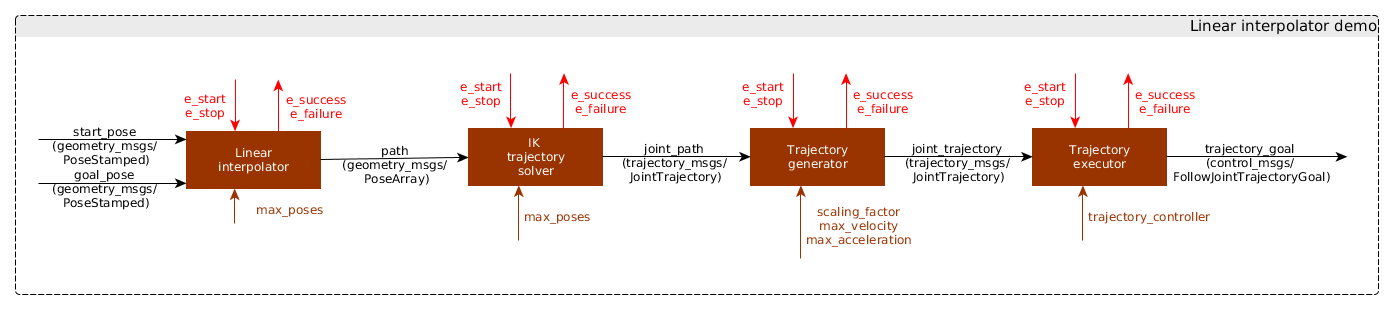 Linear interpolator demo
e_start
e_stop
e_success
e_failure
start_pose
(geometry_msgs/
PoseStamped)
goal_pose
(geometry_msgs/
PoseStamped)
Linear
interpolator
max_poses
path
(geometry_msgs/
PoseArray)
e_start
e_stop
e_success
e_failure
IK
trajectory
solver
max_poses
joint_path
(trajectory_msgs/
JointTrajectory)
e_start
e_stop
e_success
e_failure
Trajectory
generator
scaling_factor
max_velocity
max_acceleration
joint_trajectory
(trajectory_msgs/
JointTrajectory)
e_start
e_stop
e_success
e_failure
Trajectory
executor
trajectory_controller
trajectory_goal
(control_msgs/
FollowJointTrajectoryGoal)